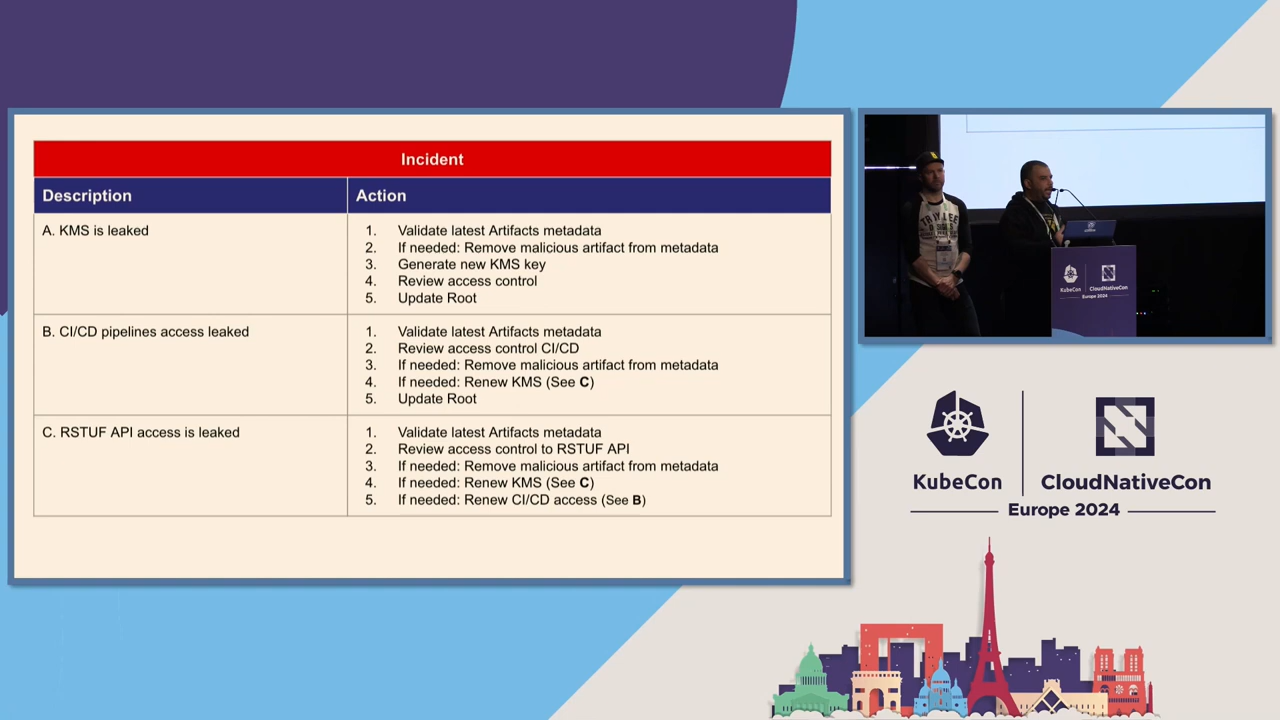 Incident
Description
Action
A. KMS is leaked
1. Validate latest Artifacts metadata
2. If needed: Remove malicious artifact from metadata
3. Generate new KMS key
4. Review access control
5. Update Root
B. CI/CD pipelines access leaked
1. Validate latest Artifacts metadata
2. Review access control CI/CD
3. If needed: Remove malicious artifact from metadata
4. If needed: Renew KMS (See C)
5. Update Root
C. RSTUF API access is leaked
1. Validate latest Artifacts metadata
2. Review access control to RSTUF API
3. If needed: Remove malicious artifact from metadata
4. If needed: Renew KMS (See C)
5. If needed: Renew CI/CD access (See B)
KubeCon
CloudNativeCon
Europe 2024
KubeCon
CloudNativeCon
Europe 2024